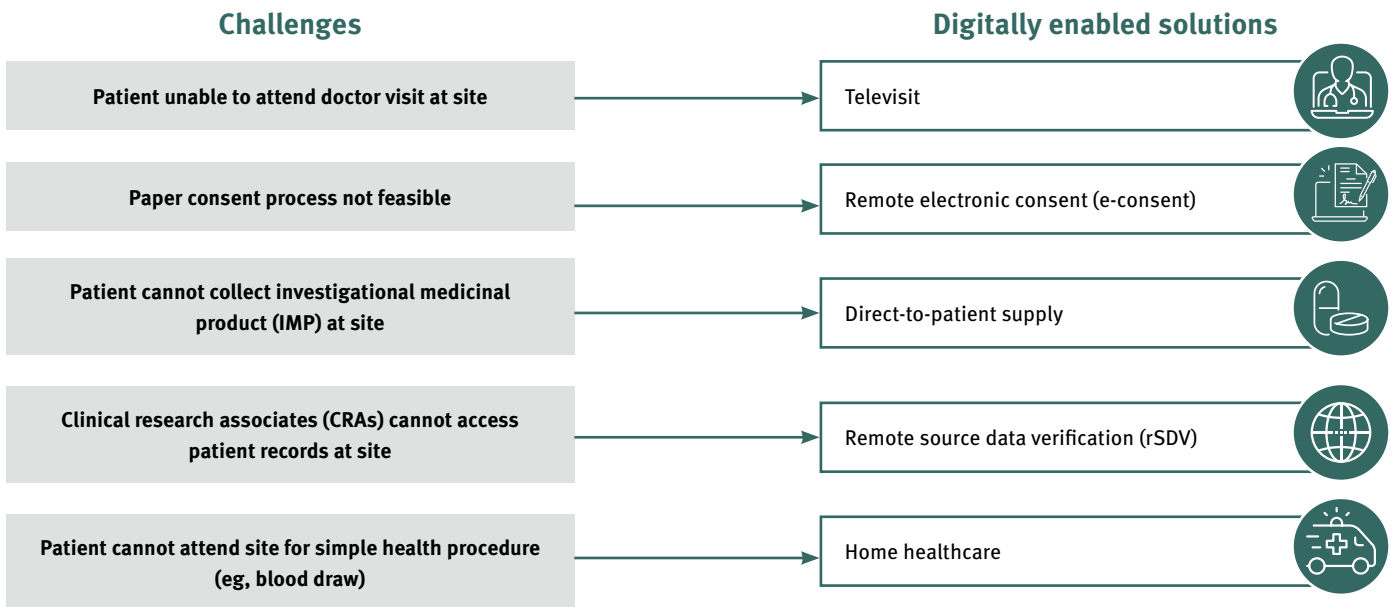 Challenges
Digitally enabled solutions
Patient unable to attend doctor visit at site
Televisit
Paper consent process not feasible
Remote electronic consent (e-consent)
Patient cannot collect investigational medicinal
product (IMP) at site
Direct-to-patient supply
Clinical research associates (CRAs) cannot access
patient records at site
Remote source data verification (rSDV)
Patient cannot attend site for simple health procedure
(eg, blood draw)
Home healthcare